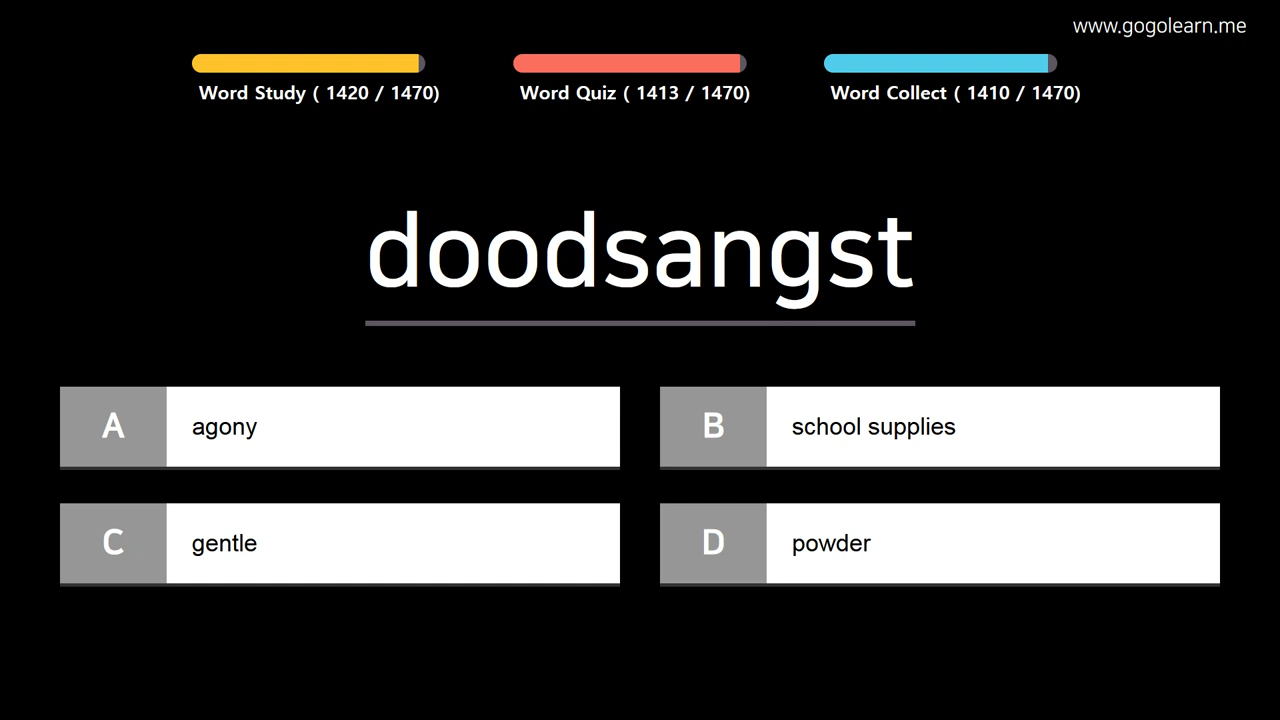 www.gogolearn.me
Word Study ( 1420 / 1470)
Word Quiz ( 1413 / 1470)
Word Collect ( 1410 / 1470)
doodsangst
A agony
B school supplies
C gentle
D powder